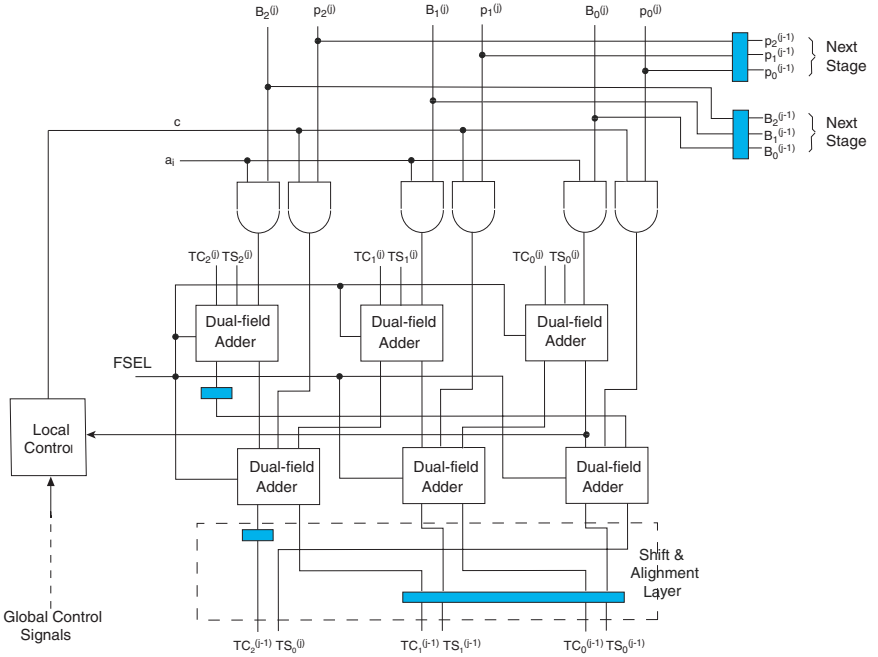 B2(j) p2(j) B1(j) p1(j) B0(j) p0(j)
p2(j-1)
p1(j-1)
p0(j-1)
Next
Stage
B2(j-1)
B1(j-1)
B0(j-1)
Next
Stage
c
ai
TC2(j) TS2(j) TC1(j) TS1(j) TC0(j) TS0(j)
Dual-field
Adder
Dual-field
Adder
Dual-field
Adder
FSEL
Local
Control
Dual-field
Adder
Dual-field
Adder
Dual-field
Adder
Shift &
Alighment
Layer
Global Control
Signals
TC2(j-1) TS0(j) TC1(j-1) TS1(j-1) TC0(j-1) TS0(j-1)